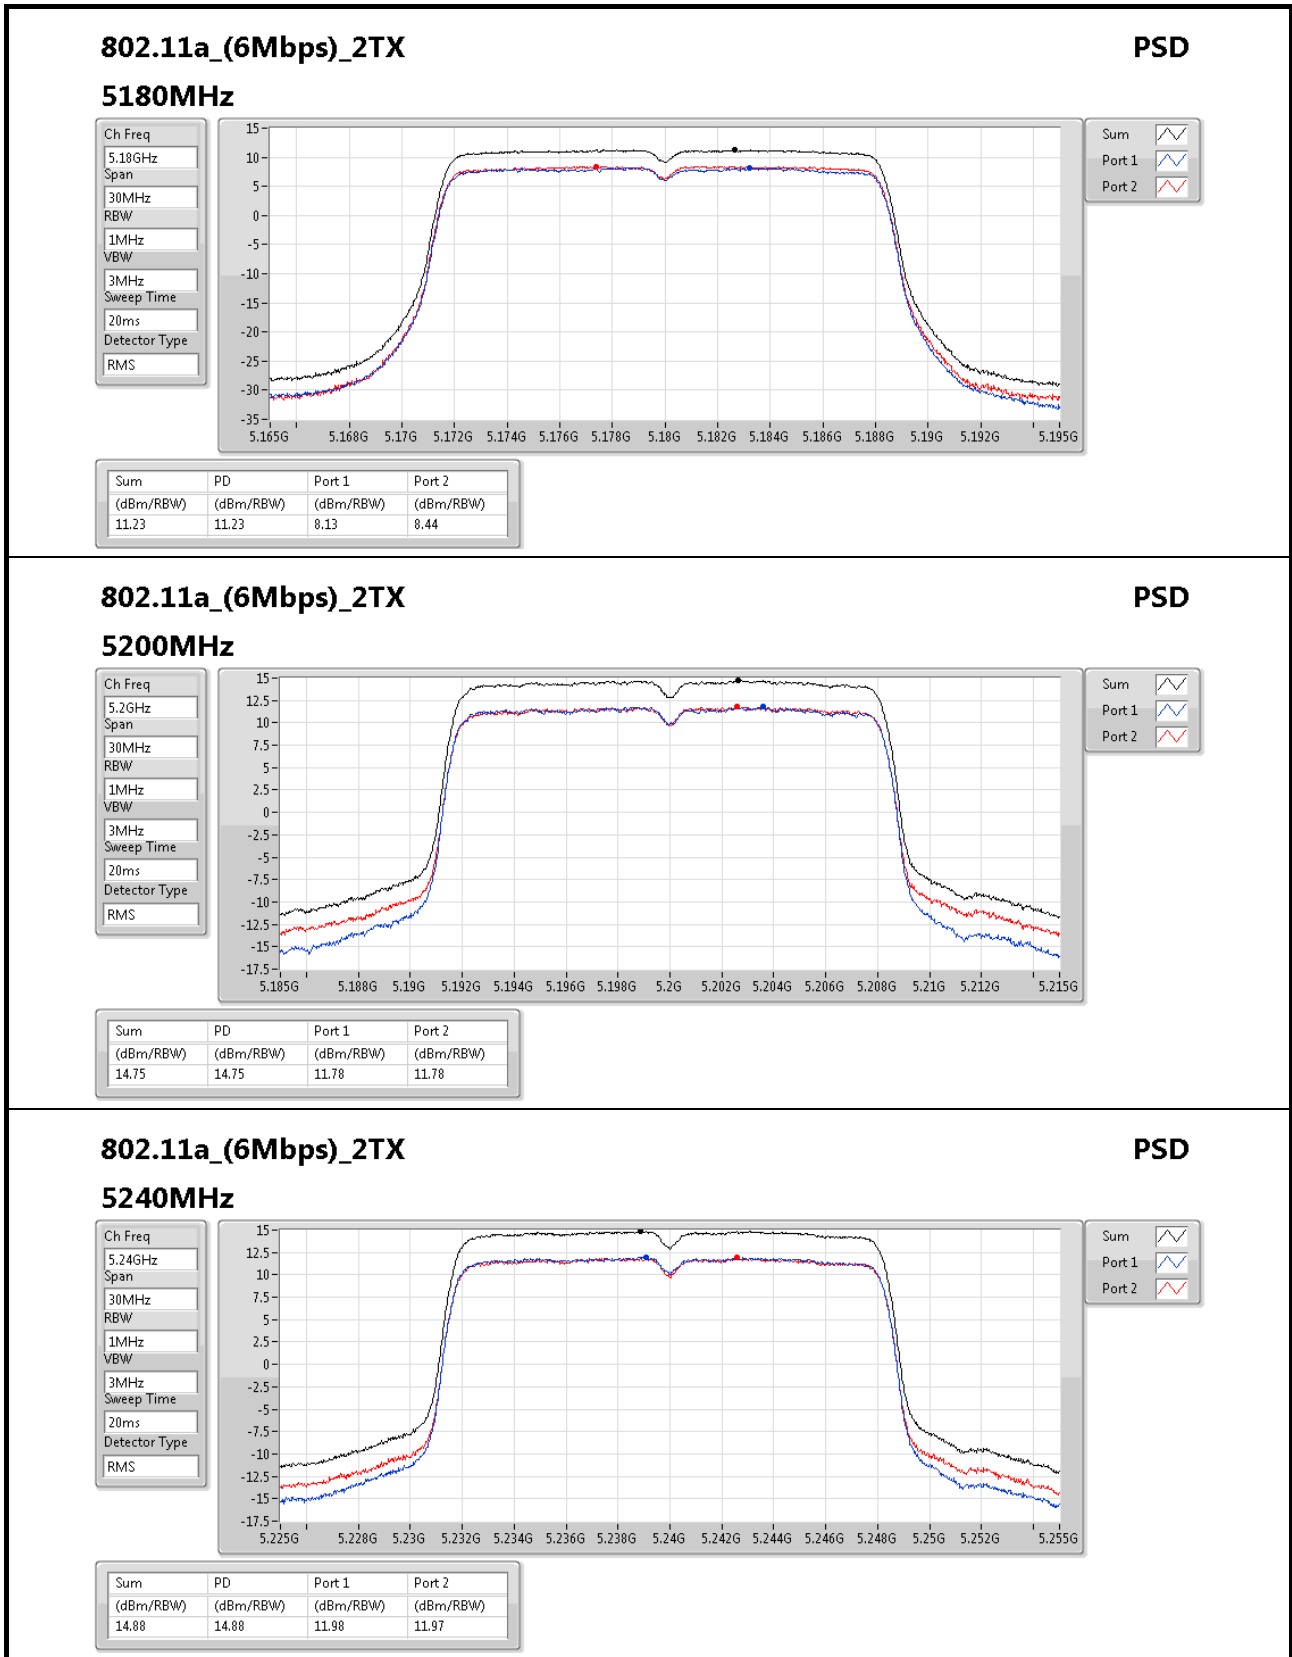 802.11a_(6Mbps)_2TX PSD
5180MHz
Ch Freq
5.18GHz
Span
30MHz
RBW
1MHz
VBW
3MHz
Sweep Time
20ms
Detector Type
RMS
15
10
5
0
-5
-10
-15
-20
-25
-30
-35
5.165G 5.168G 5.17G 5.172G 5.174G 5.176G 5.178G 5.18G 5.182G 5.184G 5.186G 5.188G 5.19G 5.192G 5.195G
Sum
Port 1
Port 2
Sum PD Port 1 Port 2
(dBm/RBW) (dBm/RBW) (dBm/RBW) (dBm/RBW)
11.23 11.23 8.13 8.44
802.11a_(6Mbps)_2TX PSD
5200MHz
Ch Freq
5.2GHz
Span
30MHz
RBW
1MHz
VBW
3MHz
Sweep Time
20ms
Detector Type
RMS
15
12.5
10
7.5
5
2.5
0
-2.5
-5
-7.5
-10
-12.5
-15
-17.5
5.185G 5.188G 5.19G 5.192G 5.194G 5.196G 5.198G 5.2G 5.202G 5.204G 5.206G 5.208G 5.21G 5.212G 5.215G
Sum
Port 1
Port 2
Sum PD Port 1 Port 2
(dBm/RBW) (dBm/RBW) (dBm/RBW) (dBm/RBW)
14.75 14.75 11.78 11.78
802.11a_(6Mbps)_2TX PSD
5240MHz
Ch Freq
5.24GHz
Span
30MHz
RBW
1MHz
VBW
3MHz
Sweep Time
20ms
Detector Type
RMS
15
12.5
10
7.5
5
2.5
0
-2.5
-5
-7.5
-10
-12.5
-15
-17.5
5.225G 5.228G 5.23G 5.232G 5.234G 5.236G 5.238G 5.24G 5.242G 5.244G 5.246G 5.248G 5.25G 5.252G 5.255G
Sum
Port 1
Port 2
Sum PD Port 1 Port 2
(dBm/RBW) (dBm/RBW) (dBm/RBW) (dBm/RBW)
14.88 14.88 11.98 11.97